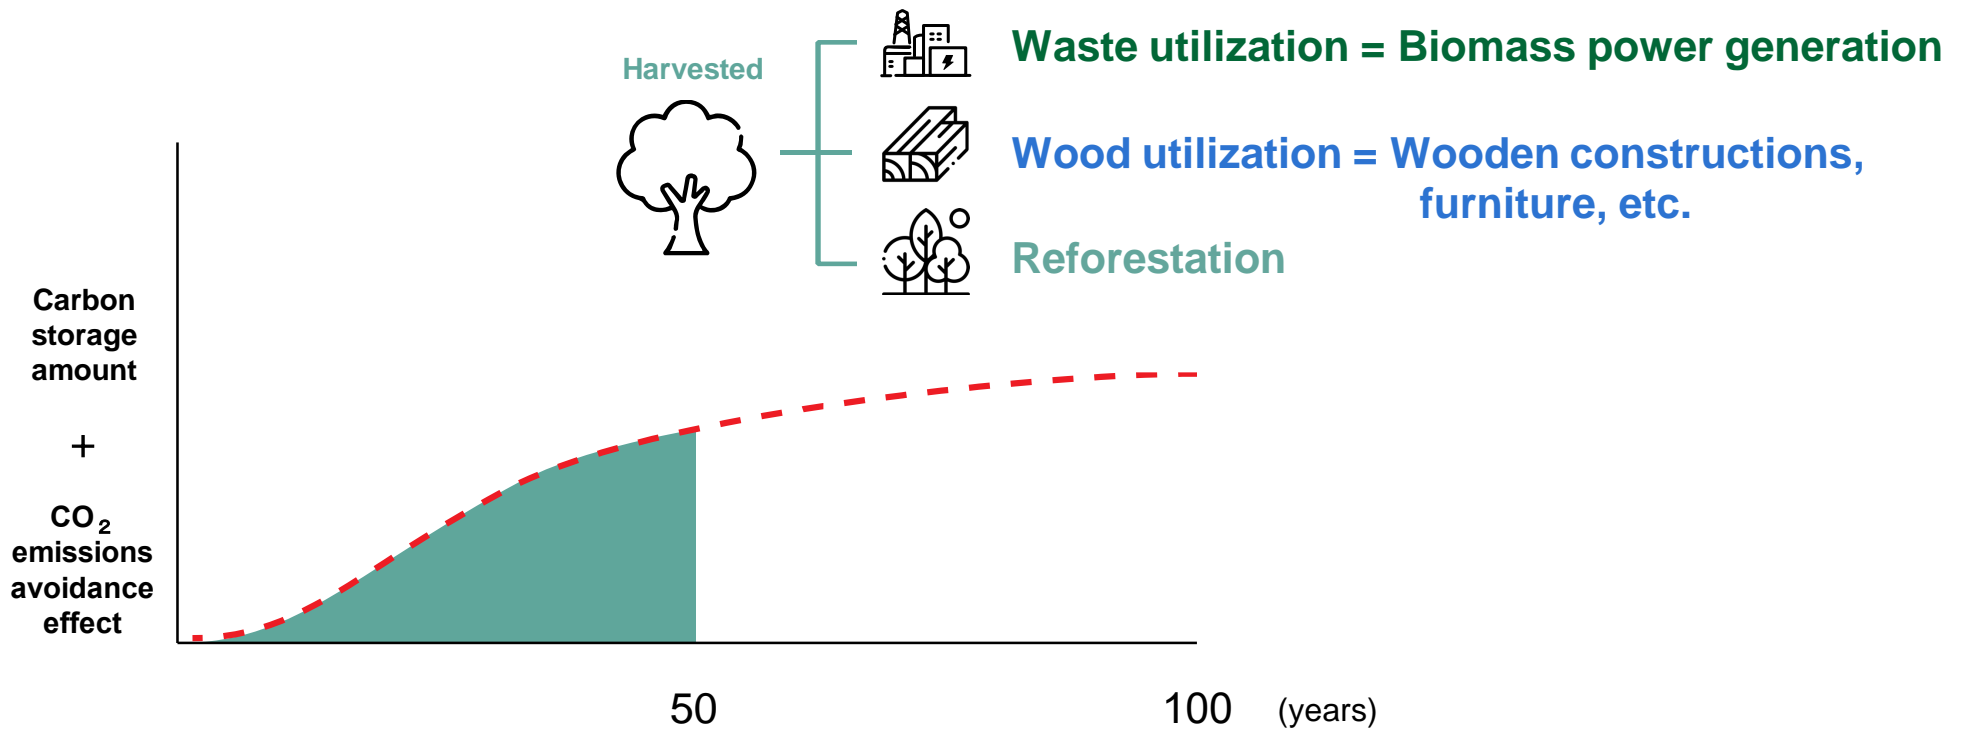 Harvested
Waste utilization = Biomass power generation
Wood utilization = Wooden constructions,
furniture, etc.
Reforestation
Carbon
storage
amount
+
CO₂
emissions
avoidance
effect
50
100
(years)